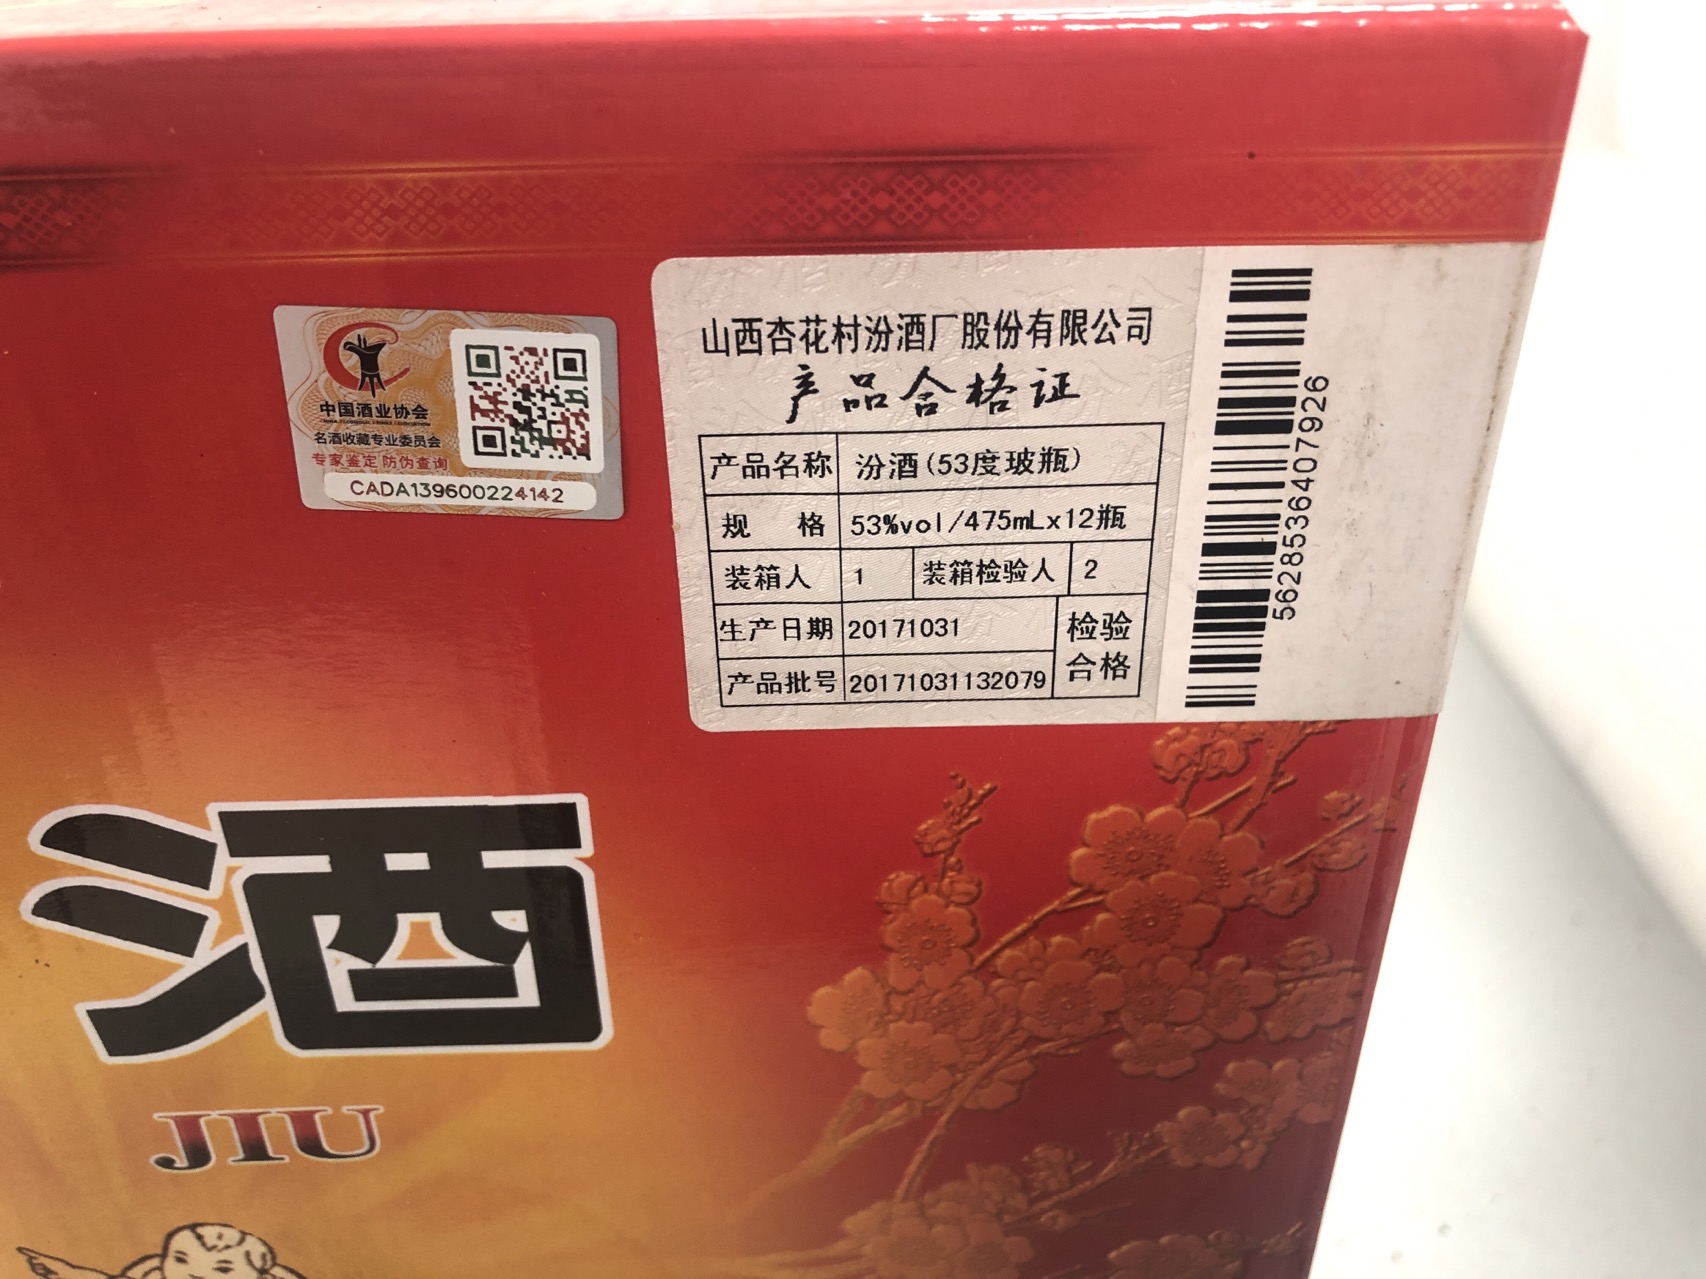 中国酒业协会
CHINA ALCOHOLIC DRINKS ASSOCIATION
名酒收藏专业委员会
专家鉴定 防伪查询
CADA139600224142
山西杏花村汾酒厂股份有限公司
产品合格证
产品名称 汾酒(53度玻瓶)
规 格 53%vol/475mLx12瓶
装箱人 1 装箱检验人 2
生产日期 20171031 检验
产品批号 20171031132079 合格
5628536407926
酒
JIU